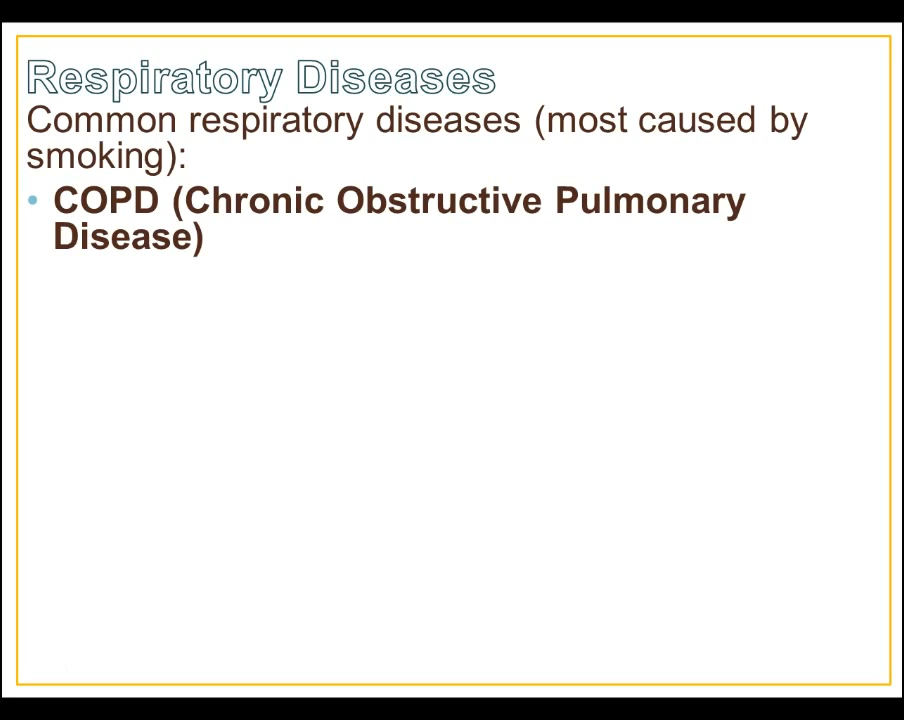 Respiratory Diseases
Common respiratory diseases (most caused by
smoking):
• COPD (Chronic Obstructive Pulmonary
Disease)